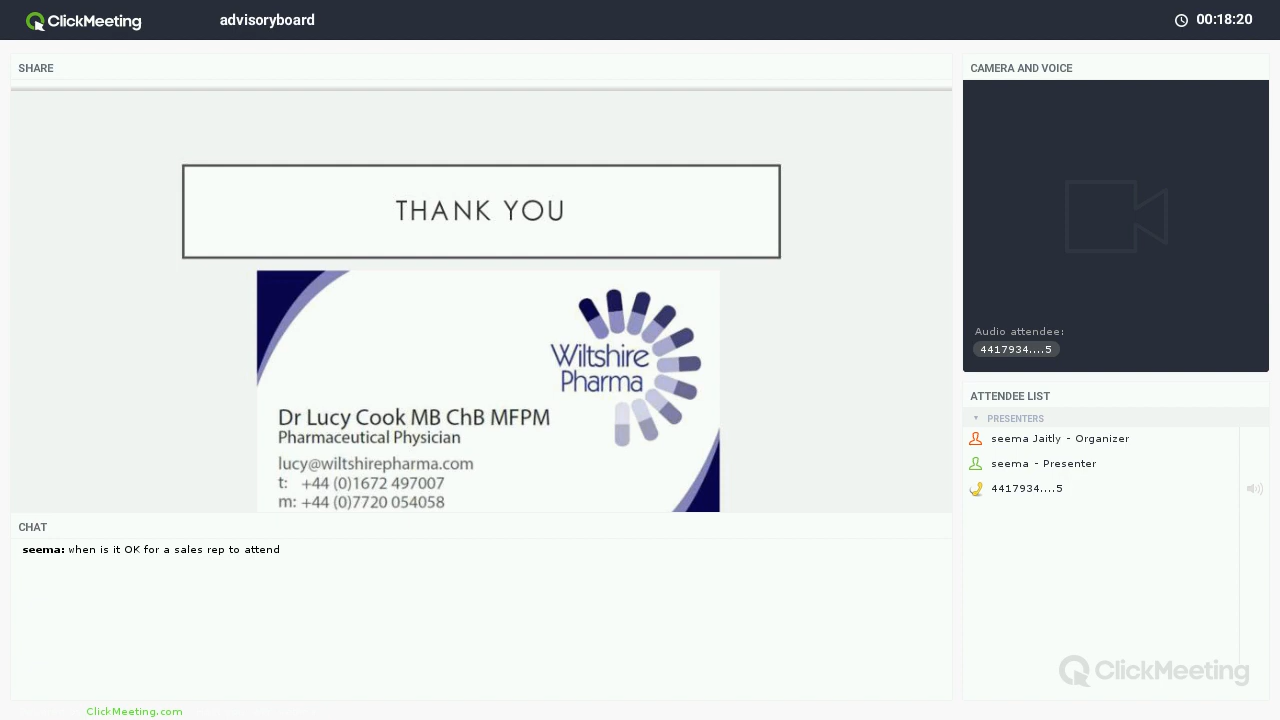 ClickMeeting
advisoryboard
00:18:20
SHARE
THANK YOU
Wiltshire
Pharma
Dr Lucy Cook MB ChB MFPM
Pharmaceutical Physician
lucy@wiltshirepharma.com
t: +44 (0)1672 497007
m: +44 (0)7720 054058
CHAT
seema: when is it OK for a sales rep to attend
CAMERA AND VOICE
Audio attendee:
4417934....5
ATTENDEE LIST
PRESENTERS
seema Jaitly - Organizer
seema - Presenter
4417934....5
ClickMeeting
ClickMeeting.com